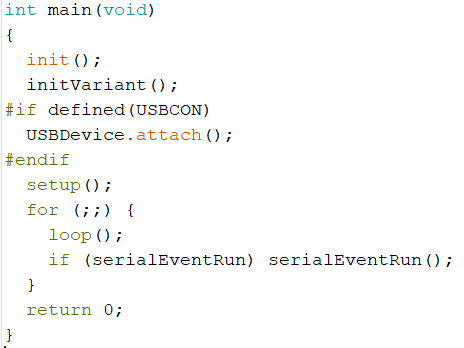 int main(void)
{
  init();
  initVariant();
#if defined(USBCON)
  USBDevice.attach();
#endif
  setup();
  for (;;) {
    loop();
    if (serialEventRun) serialEventRun();
  }
  return 0;
}